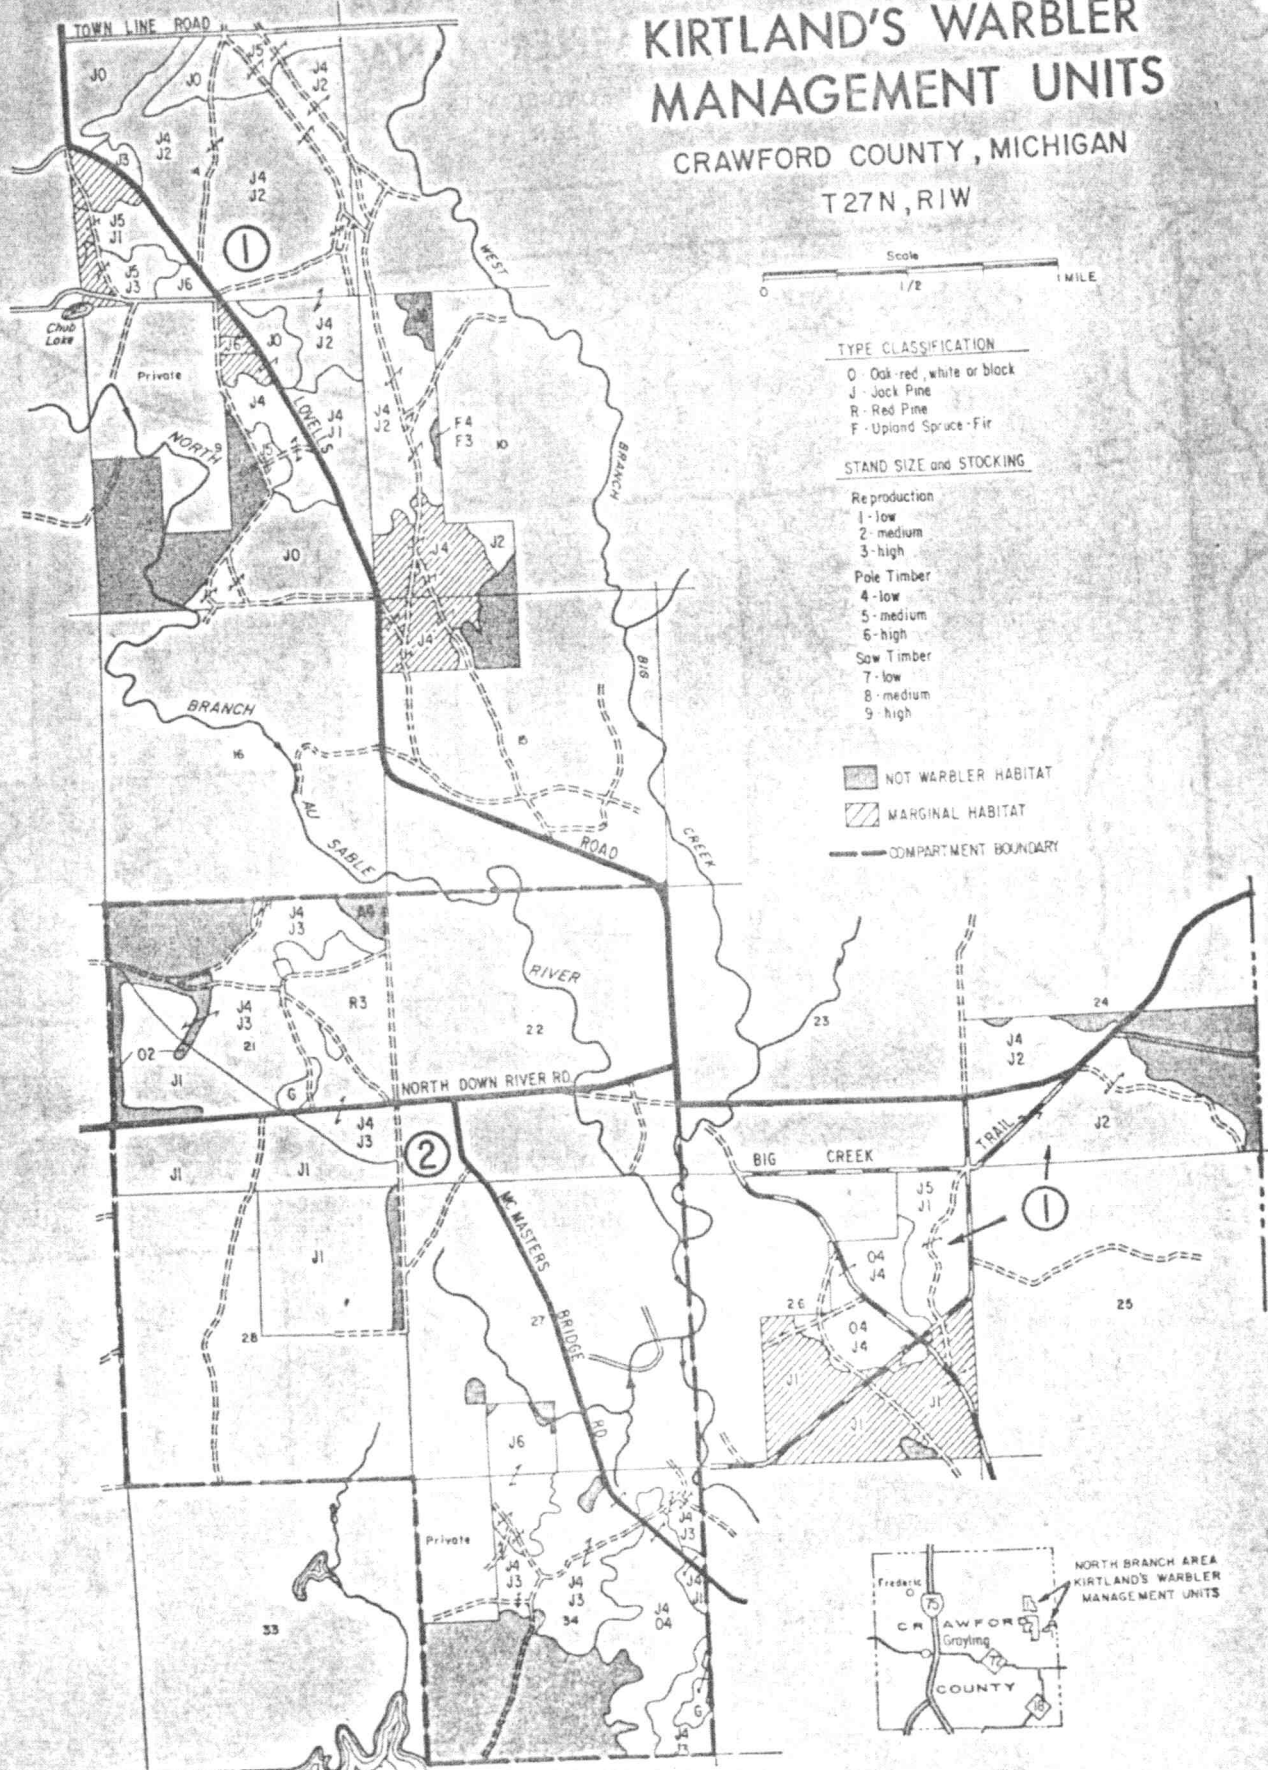 KIRTLAND'S WARBLER
MANAGEMENT UNITS
CRAWFORD COUNTY, MICHIGAN
T27N, R1W
Scale
0 1/2 1 MILE
TYPE CLASSIFICATION
O - Oak-red, white or black
J - Jack Pine
R - Red Pine
F - Upland Spruce-Fir
STAND SIZE and STOCKING
Reproduction
1 - low
2 - medium
3 - high
Pole Timber
4 - low
5 - medium
6 - high
Saw Timber
7 - low
8 - medium
9 - high
NOT WARBLER HABITAT
MARGINAL HABITAT
COMPARTMENT BOUNDARY
TOWN LINE ROAD
J0
J0
J5
J4
J2
J3
J4
J2
4
J4
J2
J5
J1
1
J5
J3
J6
Chub
Lake
J6
J0
J4
J2
Private
J4
LOVELLS
J4
J1
J4
J2
F4
F3
10
NORTH
9
J5
J0
J4
J2
J4
WEST
BRANCH
BIG
CREEK
BRANCH
16
15
AU
SABLE
ROAD
RIVER
J4
J3
A4
R3
J4
J3
21
O2
J1
G
22
23
24
J4
J2
NORTH DOWN RIVER RD.
J4
J3
J1
J1
2
BIG CREEK
TRAIL
J2
1
J5
J1
J1
MC MASTERS
BRIDGE
RD
O4
J4
26
25
28
27
O4
J4
J1
J1
J1
J6
Private
J4
J3
J4
J3
J4
J3
34
J4
J1
J4
O4
33
G
J3
Frederic
75
CRAWFORD
Grayling
72
COUNTY
18
NORTH BRANCH AREA
KIRTLAND'S WARBLER
MANAGEMENT UNITS